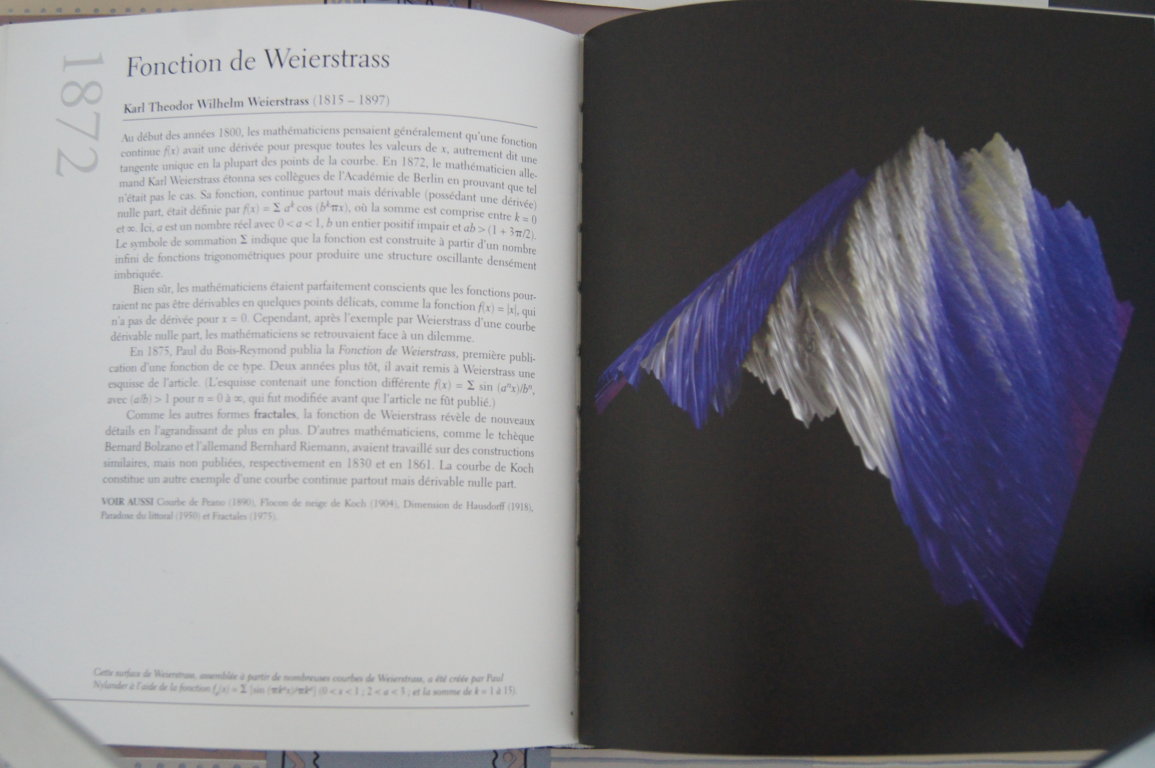 1872
Fonction de Weierstrass
Karl Theodor Wilhelm Weierstrass (1815 – 1897)
Au début des années 1800, les mathématiciens pensaient généralement qu'une fonction
continue f(x) avait une dérivée pour presque toutes les valeurs de x, autrement dit une
tangente unique en la plupart des points de la courbe. En 1872, le mathématicien alle-
mand Karl Weierstrass étonna ses collègues de l'Académie de Berlin en prouvant que tel
n'était pas le cas. Sa fonction, continue partout mais dérivable (possédant une dérivée)
nulle part, était définie par f(x) = Σ aᵏ cos (bᵏπx), où la somme est comprise entre k = 0
et ∞. Ici, a est un nombre réel avec 0 < a < 1, b un entier positif impair et ab > (1 + 3π/2).
Le symbole de sommation Σ indique que la fonction est construite à partir d'un nombre
infini de fonctions trigonométriques pour produire une structure oscillante densément
imbriquée.
Bien sûr, les mathématiciens étaient parfaitement conscients que les fonctions pour-
raient ne pas être dérivables en quelques points délicats, comme la fonction f(x) = |x|, qui
n'a pas de dérivée pour x = 0. Cependant, après l'exemple par Weierstrass d'une courbe
dérivable nulle part, les mathématiciens se retrouvaient face à un dilemme.
En 1875, Paul du Bois-Reymond publia la Fonction de Weierstrass, première publi-
cation d'une fonction de ce type. Deux années plus tôt, il avait remis à Weierstrass une
esquisse de l'article. (L'esquisse contenait une fonction différente f(x) = Σ sin (aⁿx)/bⁿ,
avec (a/b) > 1 pour n = 0 à ∞, qui fut modifiée avant que l'article ne fût publié.)
Comme les autres formes fractales, la fonction de Weierstrass révèle de nouveaux
détails en l'agrandissant de plus en plus. D'autres mathématiciens, comme le tchèque
Bernard Bolzano et l'allemand Bernhard Riemann, avaient travaillé sur des constructions
similaires, mais non publiées, respectivement en 1830 et en 1861. La courbe de Koch
constitue un autre exemple d'une courbe continue partout mais dérivable nulle part.
VOIR AUSSI Courbe de Peano (1890), Flocon de neige de Koch (1904), Dimension de Hausdorff (1918),
Paradoxe du littoral (1950) et Fractales (1975).
Cette surface de Weierstrass, assemblée à partir de nombreuses courbes de Weierstrass, a été créée par Paul
Nylander à l'aide de la fonction fₐ(x) = Σ [sin (πkᵃx)/πkᵃ] (0 < x < 1 ; 2 < a < 3 ; et la somme de k = 1 à 15).